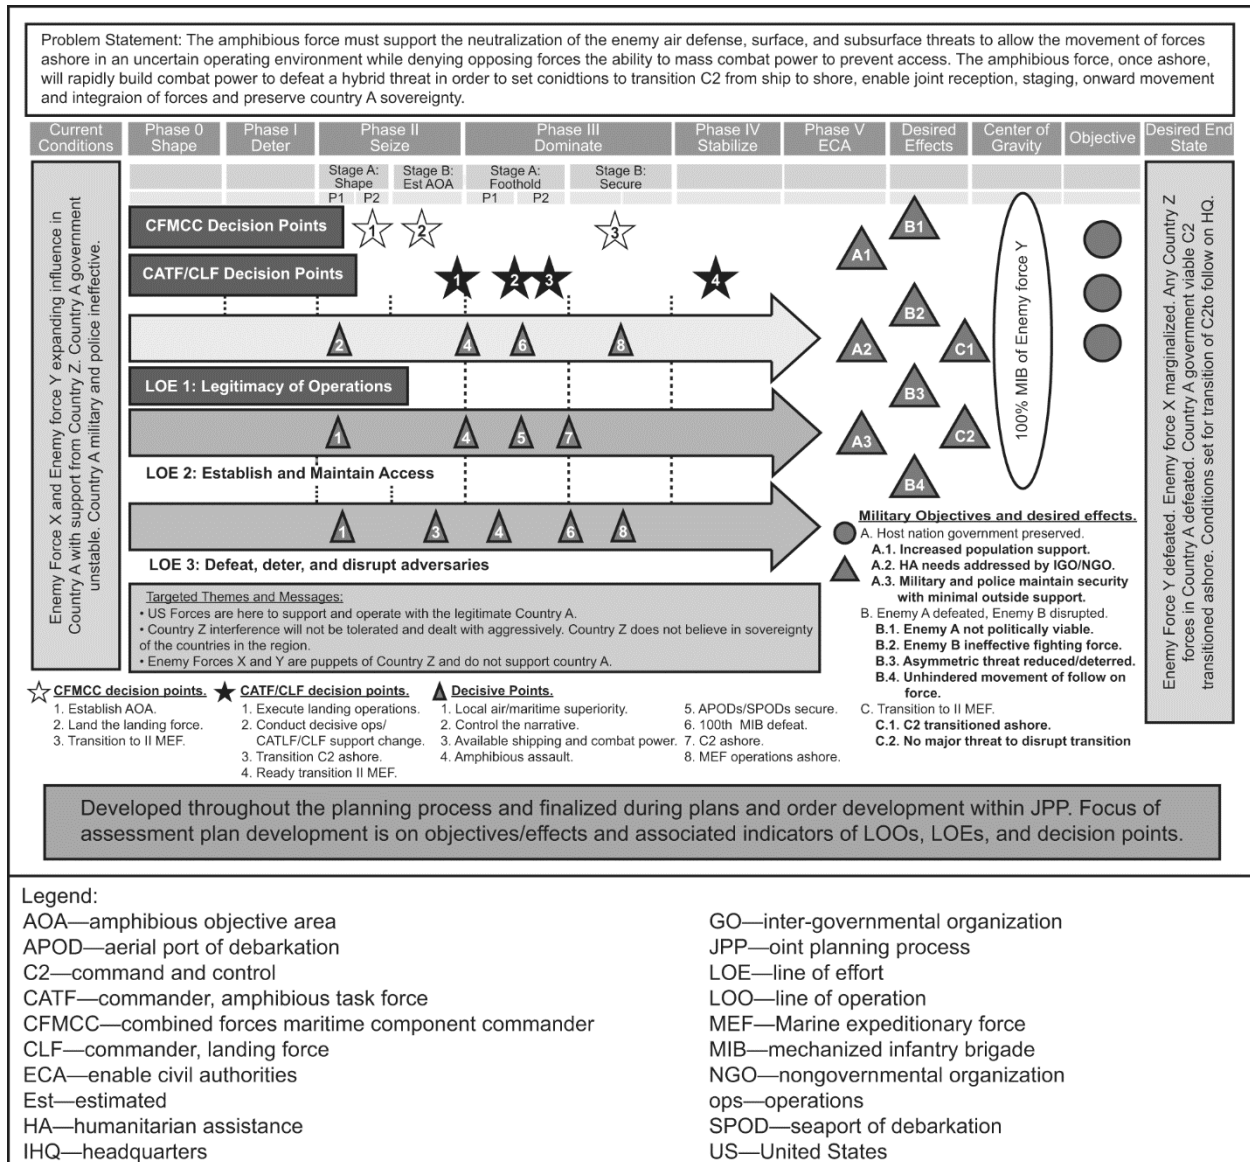 Problem Statement: The amphibious force must support the neutralization of the enemy air defense, surface, and subsurface threats to allow the movement of forces
ashore in an uncertain operating environment while denying opposing forces the ability to mass combat power to prevent access. The amphibious force, once ashore,
will rapidly build combat power to defeat a hybrid threat in order to set conidtions to transition C2 from ship to shore, enable joint reception, staging, onward movement
and integraion of forces and preserve country A sovereignty.
Current Conditions
Phase 0 Shape
Phase I Deter
Phase II Seize
Phase III Dominate
Phase IV Stabilize
Phase V ECA
Desired Effects
Center of Gravity
Objective
Desired End State
Stage A: Shape
Stage B: Est AOA
Stage A: Foothold
Stage B: Secure
P1 P2 P1 P2
Enemy Force X and Enemy force Y expanding influence in
Country A with support from Country Z. Country A government
unstable. Country A military and police ineffective.
CFMCC Decision Points
1 2 3
CATF/CLF Decision Points
1 2 3 4
2 4 6 8
LOE 1: Legitimacy of Operations
1 4 5 7
LOE 2: Establish and Maintain Access
1 3 4 6 8
LOE 3: Defeat, deter, and disrupt adversaries
A1
A2
A3
B1
B2
B3
B4
C1
C2
100% MIB of Enemy force Y
Enemy Force Y defeated. Enemy force X marginalized. Any Country Z
forces in Country A defeated. Country A government viable C2
transitioned ashore. Conditions set for transition of C2to follow on HQ.
Targeted Themes and Messages:
• US Forces are here to support and operate with the legitimate Country A.
• Country Z interference will not be tolerated and dealt with aggressively. Country Z does not believe in sovereignty
of the countries in the region.
• Enemy Forces X and Y are puppets of Country Z and do not support country A.
Military Objectives and desired effects.
A. Host nation government preserved.
A.1. Increased population support.
A.2. HA needs addressed by IGO/NGO.
A.3. Military and police maintain security
with minimal outside support.
B. Enemy A defeated, Enemy B disrupted.
B.1. Enemy A not politically viable.
B.2. Enemy B ineffective fighting force.
B.3. Asymmetric threat reduced/deterred.
B.4. Unhindered movement of follow on
force.
C. Transition to II MEF.
C.1. C2 transitioned ashore.
C.2. No major threat to disrupt transition
CFMCC decision points.
1. Establish AOA.
2. Land the landing force.
3. Transition to II MEF.
CATF/CLF decision points.
1. Execute landing operations.
2. Conduct decisive ops/
CATLF/CLF support change.
3. Transition C2 ashore.
4. Ready transition II MEF.
Decisive Points.
1. Local air/maritime superiority.
2. Control the narrative.
3. Available shipping and combat power.
4. Amphibious assault.
5. APODs/SPODs secure.
6. 100th MIB defeat.
7. C2 ashore.
8. MEF operations ashore.
Developed throughout the planning process and finalized during plans and order development within JPP. Focus of
assessment plan development is on objectives/effects and associated indicators of LOOs, LOEs, and decision points.
Legend:
AOA—amphibious objective area
APOD—aerial port of debarkation
C2—command and control
CATF—commander, amphibious task force
CFMCC—combined forces maritime component commander
CLF—commander, landing force
ECA—enable civil authorities
Est—estimated
HA—humanitarian assistance
IHQ—headquarters
GO—inter-governmental organization
JPP—oint planning process
LOE—line of effort
LOO—line of operation
MEF—Marine expeditionary force
MIB—mechanized infantry brigade
NGO—nongovernmental organization
ops—operations
SPOD—seaport of debarkation
US—United States